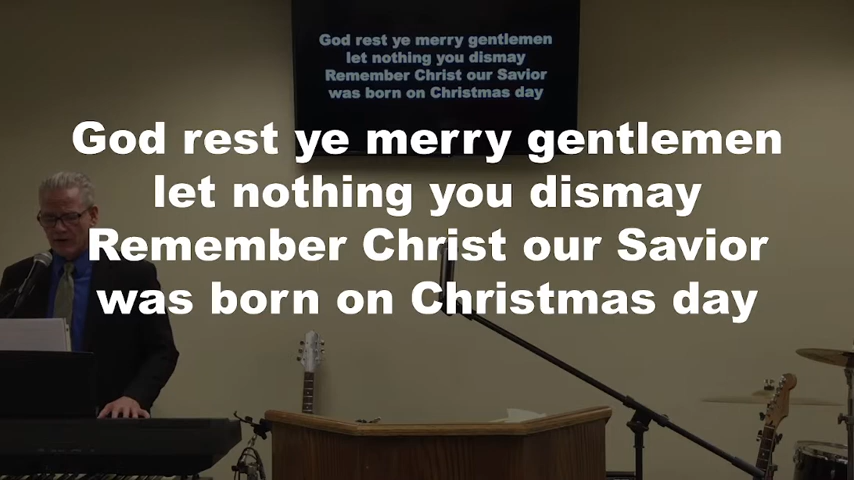 God rest ye merry gentlemen
let nothing you dismay
Remember Christ our Savior
was born on Christmas day
God rest ye merry gentlemen
let nothing you dismay
Remember Christ our Savior
was born on Christmas day